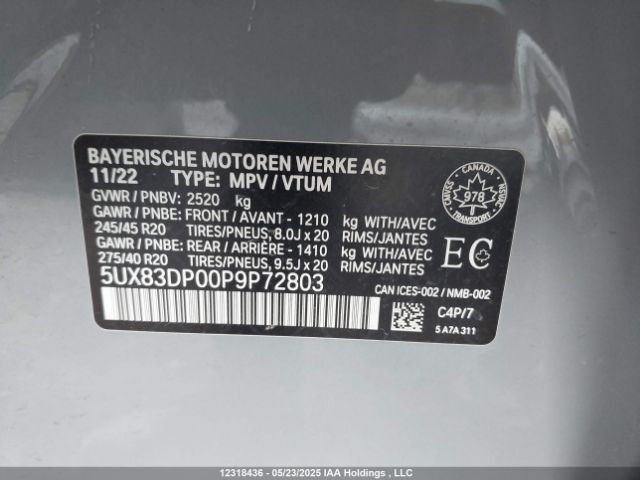 BAYERISCHE MOTOREN WERKE AG
11/22 TYPE: MPV / VTUM
GVWR / PNBV: 2520 kg
GAWR / PNBE: FRONT / AVANT - 1210 kg WITH/AVEC
245/45 R20 TIRES/PNEUS, 8.0J x 20 RIMS/JANTES
GAWR / PNBE: REAR / ARRIÈRE - 1410 kg WITH/AVEC
275/40 R20 TIRES/PNEUS, 9.5J x 20 RIMS/JANTES
5UX83DP00P9P72803
CANADA
CMVSS
978
NSVAC
T
EC
CAN ICES-002 / NMB-002
C4P/7
5 A7A 311
12318436 - 05/23/2025 IAA Holdings , LLC